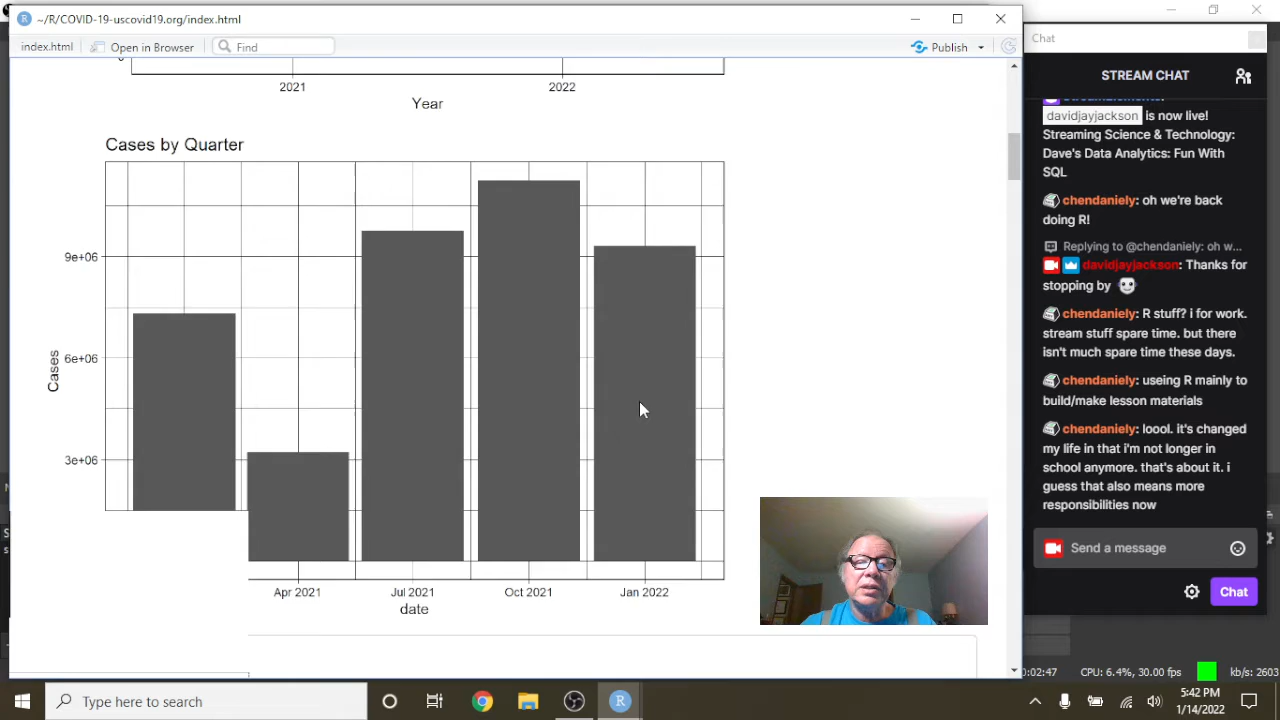 ~/R/COVID-19-uscovid19.org/index.html
index.html
Open in Browser
Find
Publish
2021
2022
Year
Cases by Quarter
9e+06
6e+06
3e+06
Cases
Apr 2021
Jul 2021
Oct 2021
Jan 2022
date
Chat
STREAM CHAT
davidjayjackson is now live!
Streaming Science & Technology:
Dave's Data Analytics: Fun With
SQL
chendaniely: oh we're back
doing R!
Replying to @chendaniely: oh w...
davidjayjackson: Thanks for
stopping by
chendaniely: R stuff? i for work.
stream stuff spare time. but there
isn't much spare time these days.
chendaniely: useing R mainly to
build/make lesson materials
chendaniely: loool. it's changed
my life in that i'm not longer in
school anymore. that's about it. i
guess that also means more
responsibilities now
Send a message
Chat
0:02:47
CPU: 6.4%, 30.00 fps
kb/s: 2603
Type here to search
5:42 PM
1/14/2022